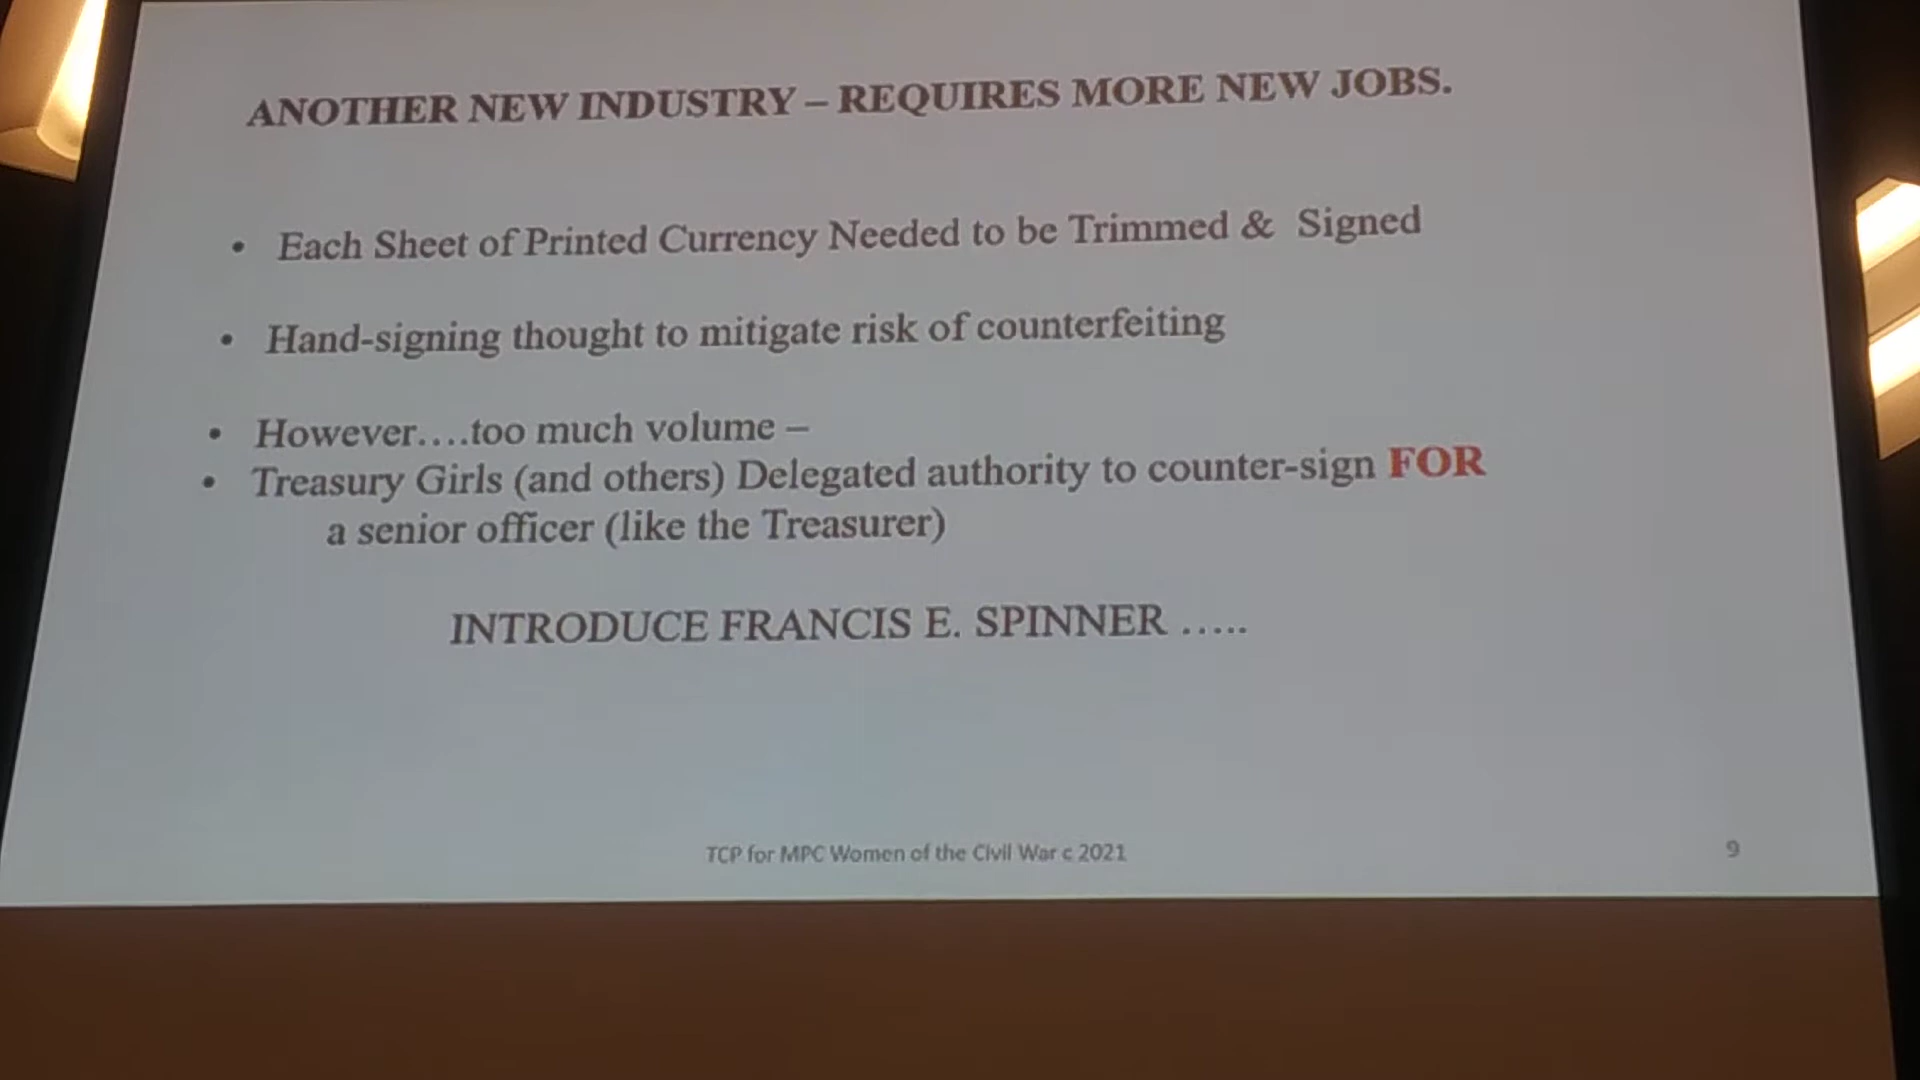 ANOTHER NEW INDUSTRY – REQUIRES MORE NEW JOBS.
• Each Sheet of Printed Currency Needed to be Trimmed & Signed
• Hand-signing thought to mitigate risk of counterfeiting
• However....too much volume –
• Treasury Girls (and others) Delegated authority to counter-sign FOR
a senior officer (like the Treasurer)
INTRODUCE FRANCIS E. SPINNER .....
TCP for MPC Women of the Civil War c 2021
9